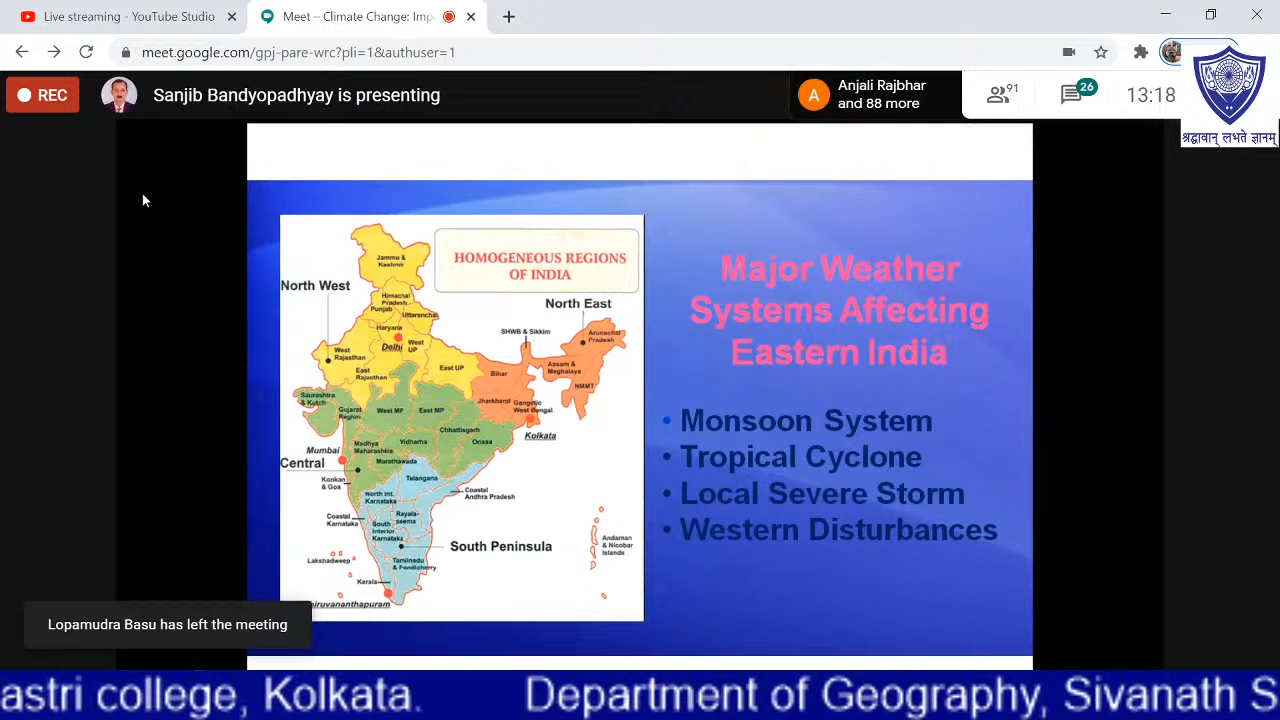 Live streaming - YouTube Studio
Meet – Climate Change: Imp
meet.google.com/gpj-pare-wrc?pli=1&authuser=1
REC
Sanjib Bandyopadhyay is presenting
A
Anjali Rajbhar
and 88 more
91
26
13:18
श्रद्धावान् लभते ज्ञानम्
HOMOGENEOUS REGIONS
OF INDIA
Jammu &
Kashmir
North West
Himachal
Pradesh
Punjab
Uttaranchal
Haryana
Delhi
West
UP
West
Rajasthan
East
Rajasthan
East UP
North East
SHWB & Sikkim
Arunachal
Pradesh
Assam &
Meghalaya
NMMT
Bihar
Jharkhand
Gangetic
West Bengal
Kolkata
Saurashtra
& Kutch
Gujarat
Region
West MP
East MP
Chhattisgarh
Orissa
Madhya
Maharashtra
Vidharha
Mumbai
Central
Marathawada
Konkan
& Goa
Telangana
North Int.
Karnataka
Coastal
Andhra Pradesh
Coastal
Karnataka
Rayala-
seema
South
Interior
Karnataka
South Peninsula
Andaman
& Nicobar
Islands
Lakshadweep
Tamilnadu
& Pondicherry
Kerala
iruvananthapuram
Major Weather
Systems Affecting
Eastern India
• Monsoon System
• Tropical Cyclone
• Local Severe Storm
• Western Disturbances
Lopamudra Basu has left the meeting
astri college, Kolkata. Department of Geography, Sivanath S